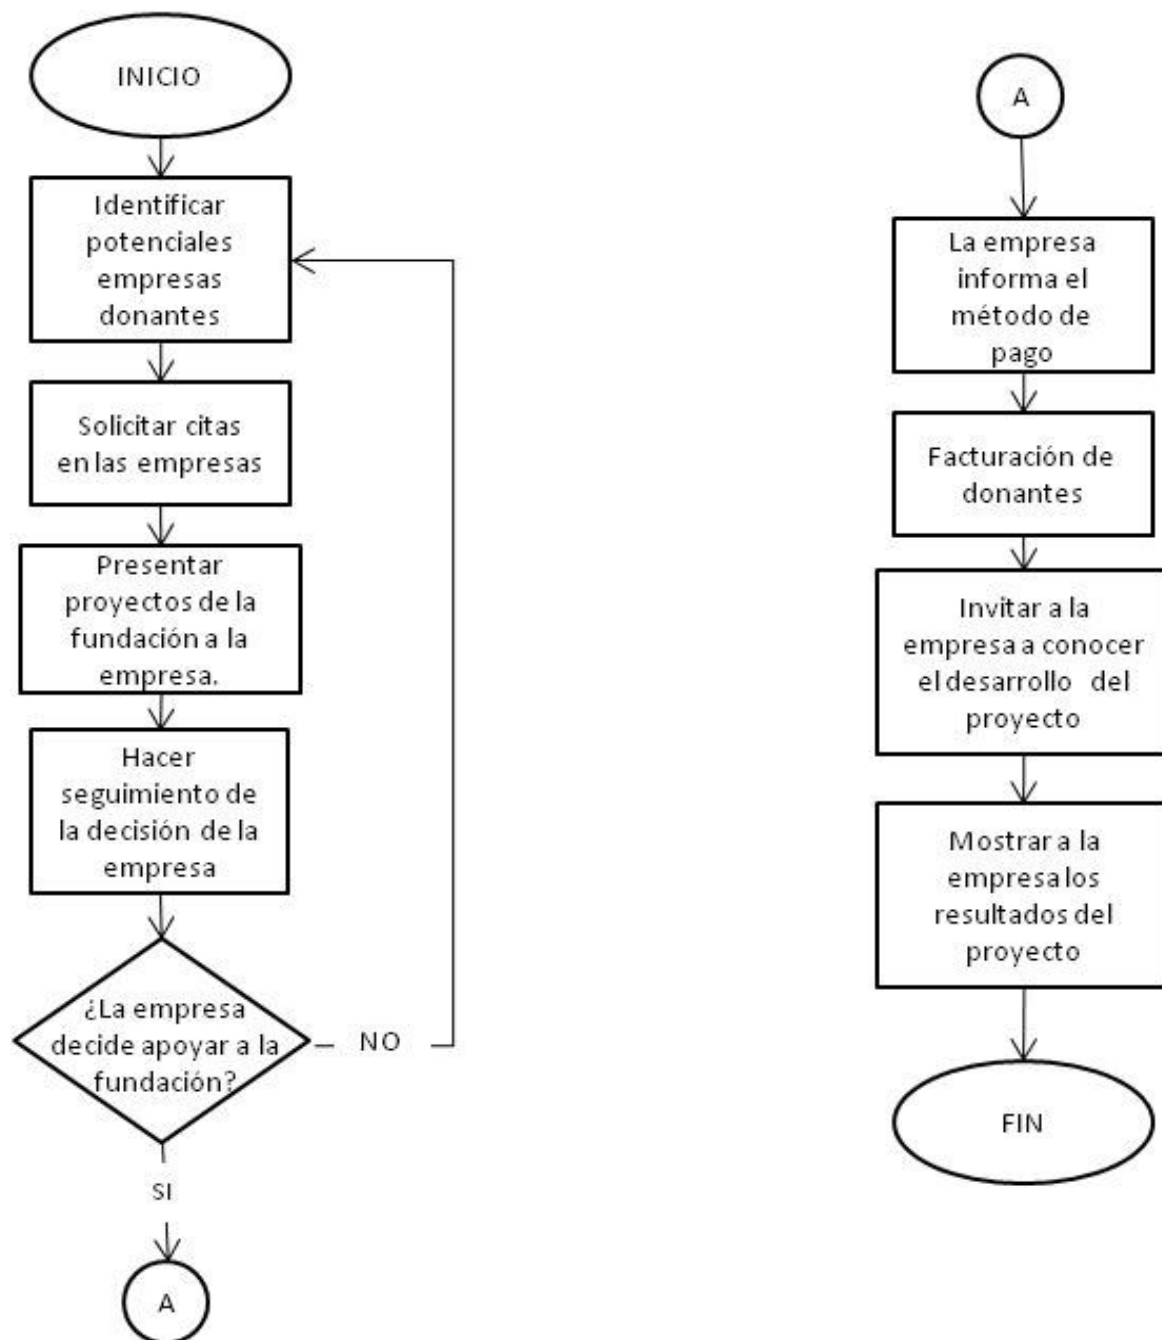 INICIO
Identificar
potenciales
empresas
donantes
Solicitar citas
en las empresas
Presentar
proyectos de la
fundación a la
empresa.
Hacer
seguimiento de
la decisión de la
empresa
¿La empresa
decide apoyar a la
fundación?
NO
SI
A
A
La empresa
informa el
método de
pago
Facturación de
donantes
Invitar a la
empresa a conocer
el desarrollo del
proyecto
Mostrar a la
empresa los
resultados del
proyecto
FIN